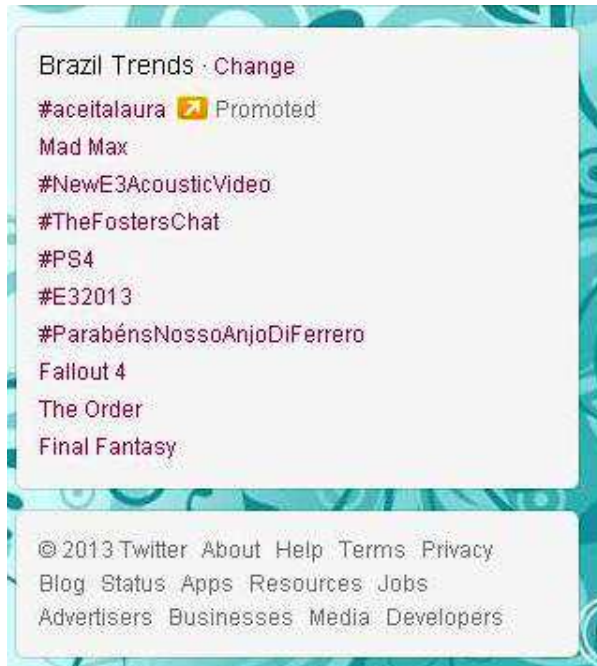 Brazil Trends · Change
#aceitalaura Promoted
Mad Max
#NewE3AcousticVideo
#TheFostersChat
#PS4
#E32013
#ParabénsNossoAnjoDiFerrero
Fallout 4
The Order
Final Fantasy
© 2013 Twitter About Help Terms Privacy
Blog Status Apps Resources Jobs
Advertisers Businesses Media Developers